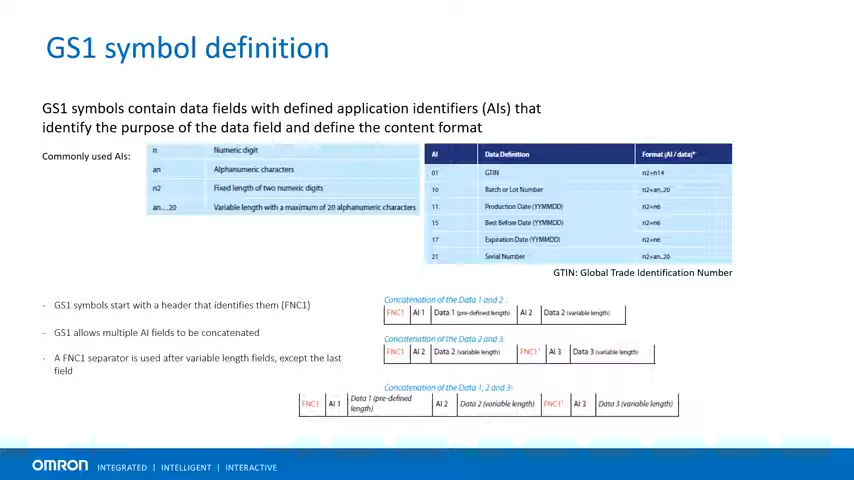 GS1 symbol definition
GS1 symbols contain data fields with defined application identifiers (AIs) that
identify the purpose of the data field and define the content format
Commonly used AIs:
n Numeric digit
an Alphanumeric characters
n2 Fixed length of two numeric digits
an....20 Variable length with a maximum of 20 alphanumeric characters
AI Data Definition Format (AI / data)*
01 GTIN n2+n14
10 Batch or Lot Number n2+an..20
11 Production Date (YYMMDD) n2+n6
15 Best Before Date (YYMMDD) n2+n6
17 Expiration Date (YYMMDD) n2+n6
21 Serial Number n2+an..20
GTIN: Global Trade Identification Number
- GS1 symbols start with a header that identifies them (FNC1)
- GS1 allows multiple AI fields to be concatenated
- A FNC1 separator is used after variable length fields, except the last
field
Concatenation of the Data 1 and 2 :
FNC1 AI 1 Data 1 (pre-defined length) AI 2 Data 2 (variable length)
Concatenation of the Data 2 and 3:
FNC1 AI 2 Data 2 (variable length) FNC1¹ AI 3 Data 3 (variable length)
Concatenation of the Data 1, 2 and 3:
FNC1 AI 1 Data 1 (pre-defined length) AI 2 Data 2 (variable length) FNC1¹ AI 3 Data 3 (variable length)
OMRON INTEGRATED | INTELLIGENT | INTERACTIVE